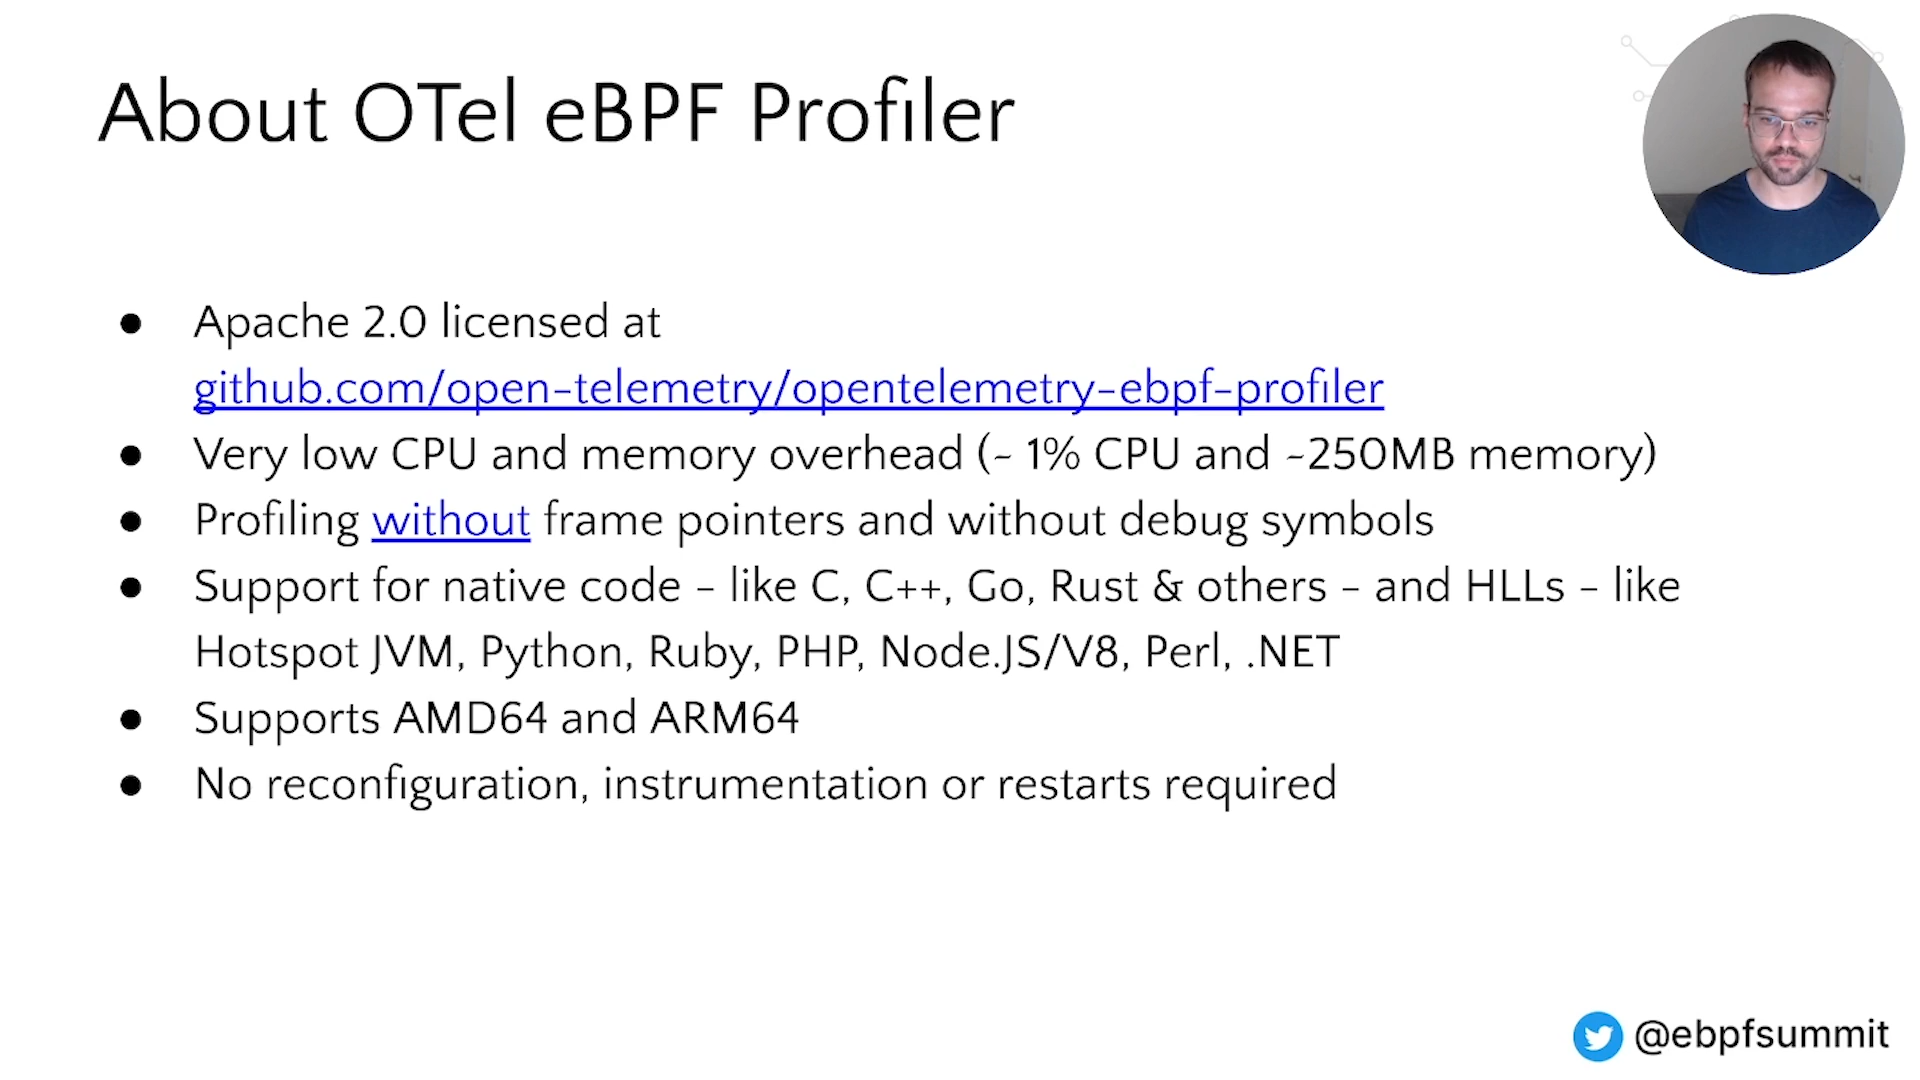 About OTel eBPF Profiler
● Apache 2.0 licensed at
github.com/open-telemetry/opentelemetry-ebpf-profiler
● Very low CPU and memory overhead (~ 1% CPU and ~250MB memory)
● Profiling without frame pointers and without debug symbols
● Support for native code - like C, C++, Go, Rust & others - and HLLs - like
Hotspot JVM, Python, Ruby, PHP, Node.JS/V8, Perl, .NET
● Supports AMD64 and ARM64
● No reconfiguration, instrumentation or restarts required
@ebpfsummit